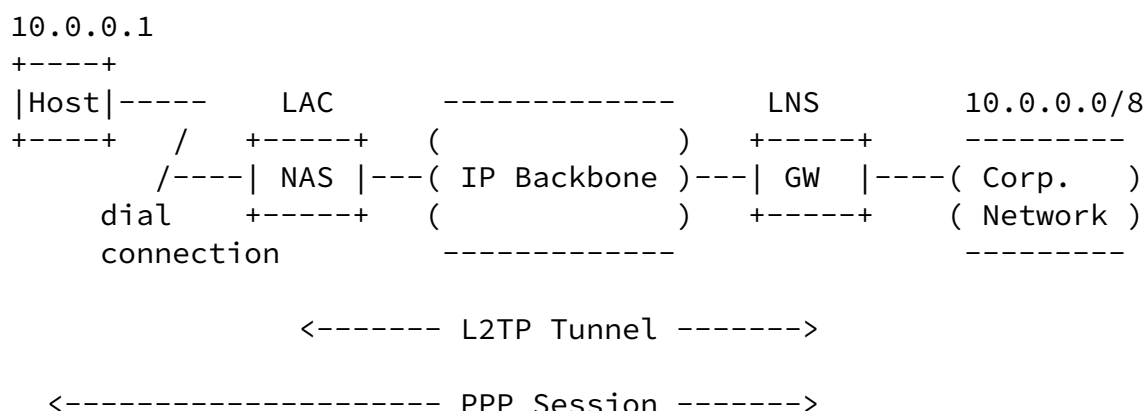 10.0.0.1
+----+
|Host|-----    LAC      -------------    LNS        10.0.0.0/8
+----+   /   +-----+   (             )   +-----+     ---------
        /----| NAS |---( IP Backbone )---| GW  |----( Corp.   )
     dial    +-----+   (             )   +-----+    ( Network )
     connection         -------------                ---------
                <------- L2TP Tunnel ------->
  <--------------------- PPP Session ------->